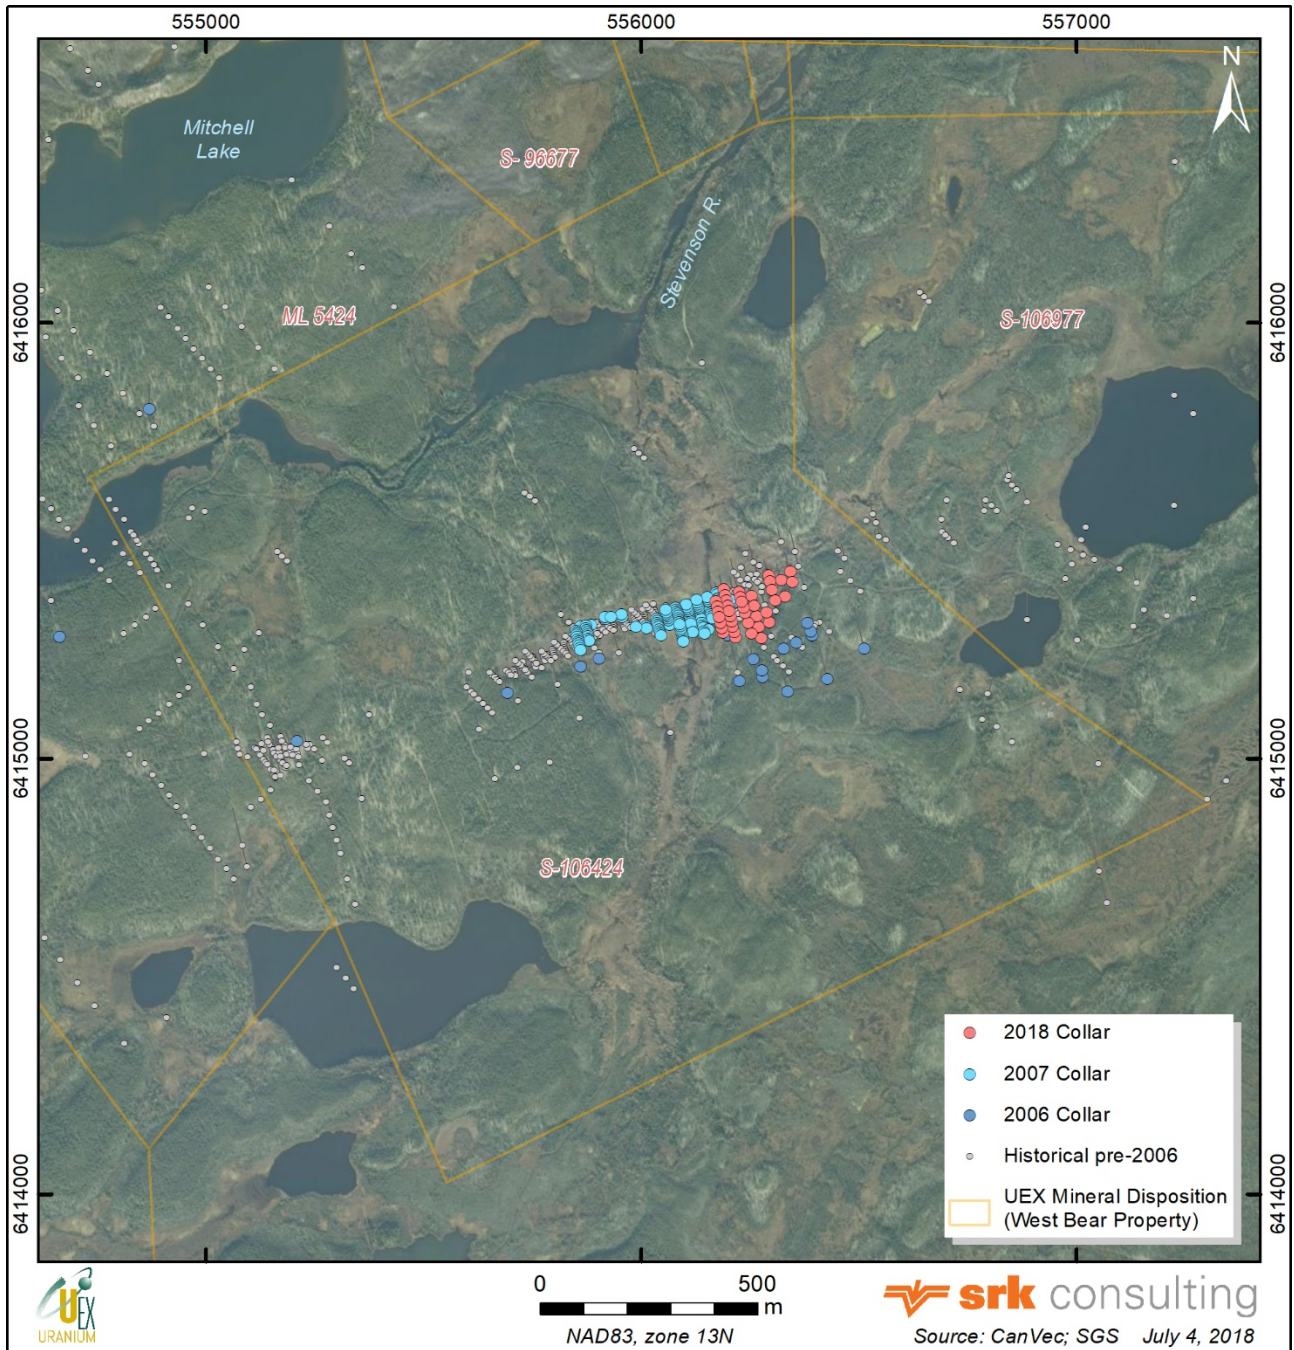 555000
556000
557000
N
Mitchell
Lake
S- 96677
Stevenson R.
6416000
ML 5424
S-106977
6416000
6415000
6415000
S-106424
2018 Collar
2007 Collar
2006 Collar
Historical pre-2006
UEX Mineral Disposition
(West Bear Property)
6414000
6414000
UEX
URANIUM
0 500
m
NAD83, zone 13N
srk consulting
Source: CanVec; SGS July 4, 2018